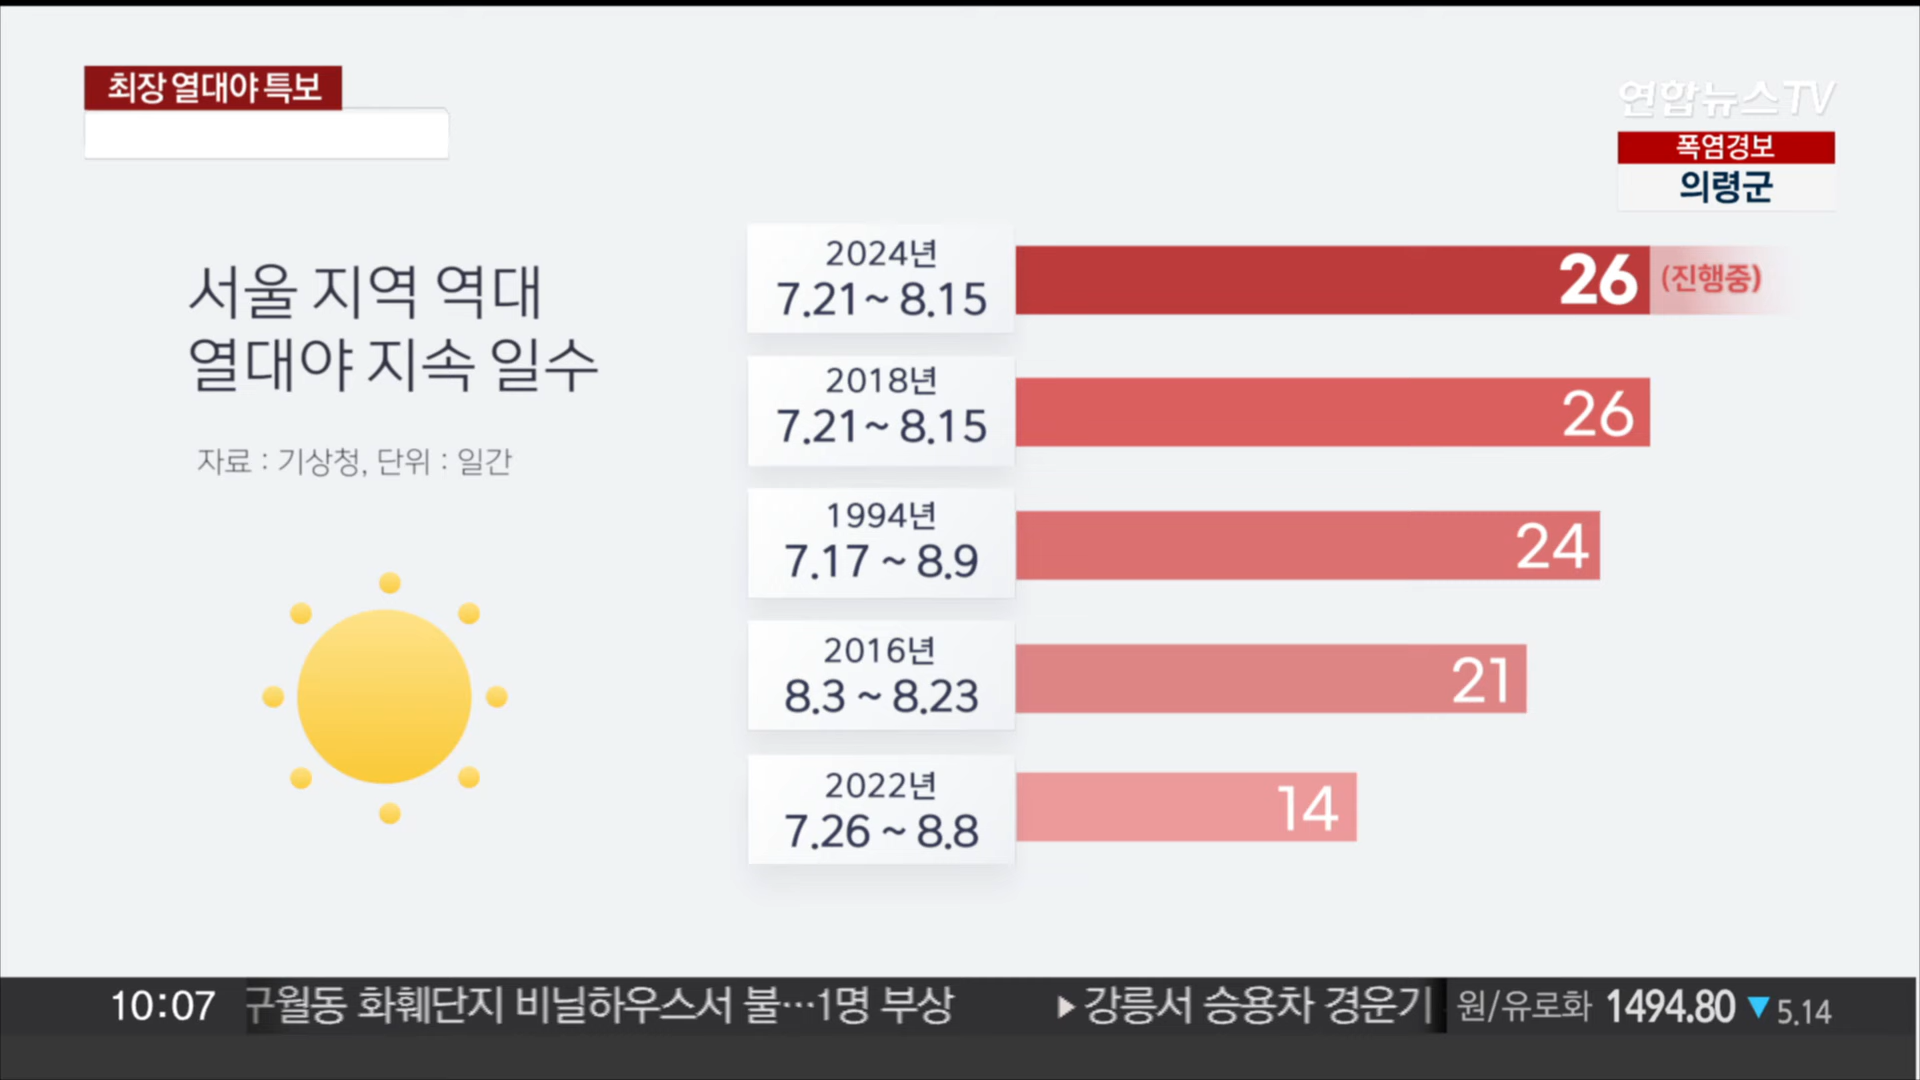 최장 열대야 특보
연합뉴스TV
폭염경보
의령군
서울 지역 역대
열대야 지속 일수
자료 : 기상청, 단위 : 일간
2024년
7.21~ 8.15
26 (진행중)
2018년
7.21~ 8.15
26
1994년
7.17 ~ 8.9
24
2016년
8.3 ~ 8.23
21
2022년
7.26 ~ 8.8
14
10:07 구월동 화훼단지 비닐하우스서 불…1명 부상 ▶강릉서 승용차 경운기 원/유로화 1494.80 ▼5.14